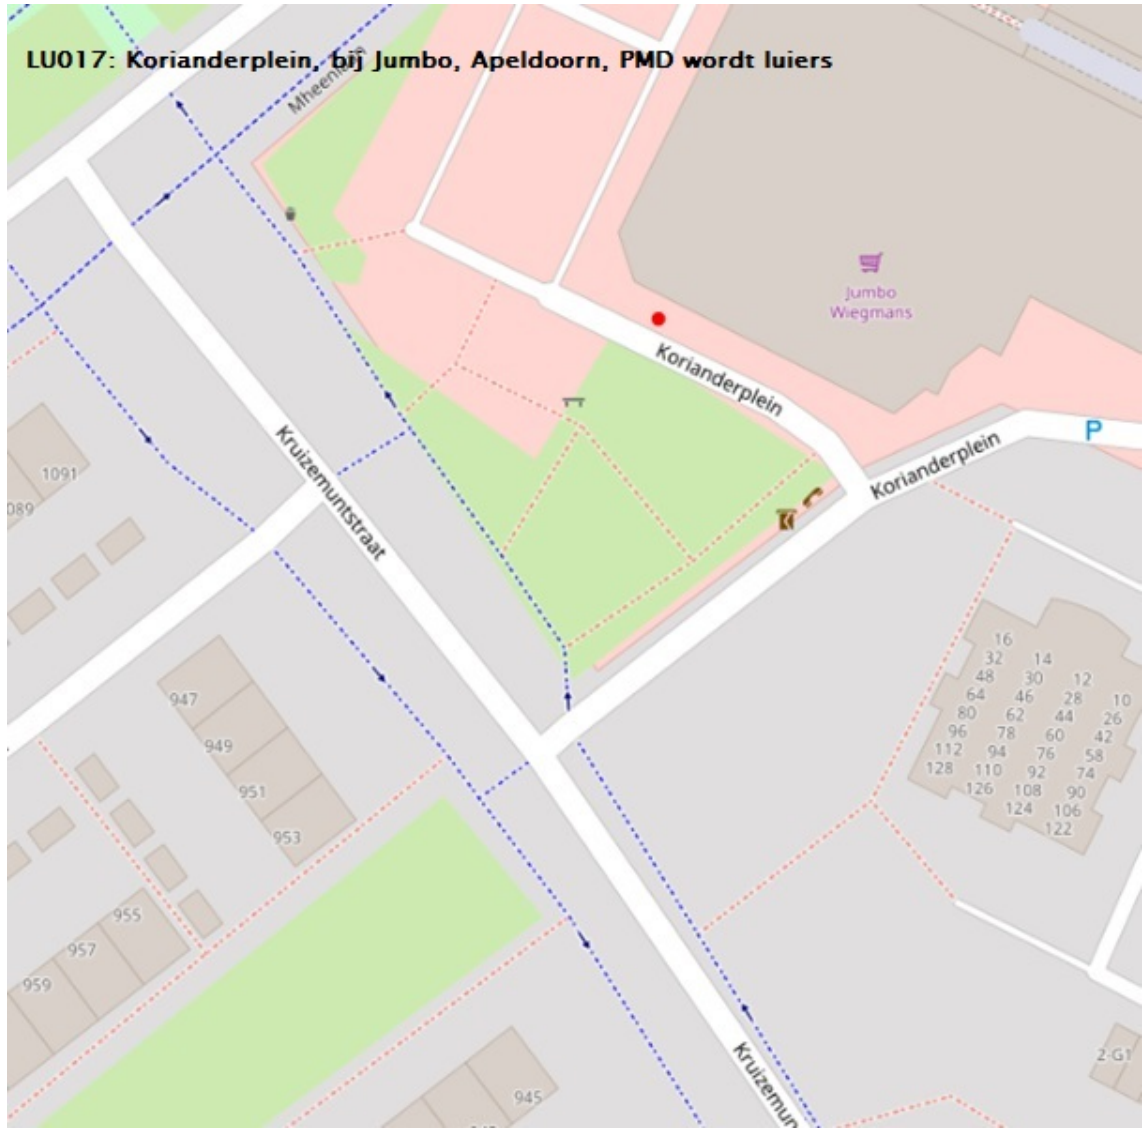 LU017: Korianderplein, bij Jumbo, Apeldoorn, PMD wordt luiers
Jumbo
Wiegmans
Korianderplein
P
Korianderplein
Kruizemuntstraat
1091
089
16
32 14
48 30 12
64 46 28 10
80 62 44 26
96 78 60 42
112 94 76 58
128 110 92 74
126 108 90
124 106
122
947
949
951
953
955
957
959
2-G1
Kruizemun
945